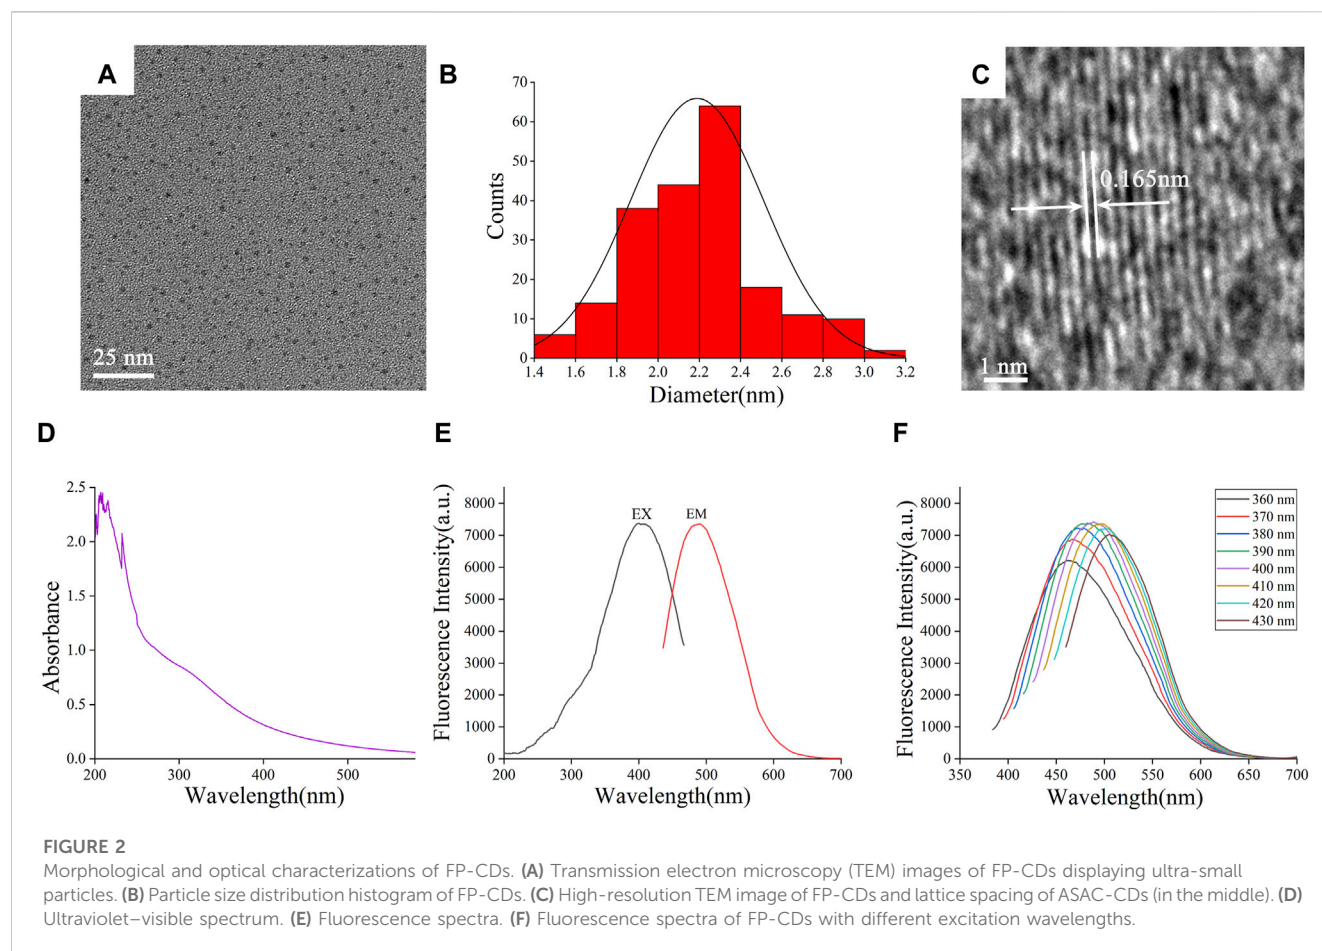 A
25 nm
B
Counts
70
60
50
40
30
20
10
0
1.4 1.6 1.8 2.0 2.2 2.4 2.6 2.8 3.0 3.2
Diameter(nm)
C
0.165nm
1 nm
D
Absorbance
2.5
2.0
1.5
1.0
0.5
0.0
200 300 400 500
Wavelength(nm)
E
Fluorescence Intensity(a.u.)
8000
7000
6000
5000
4000
3000
2000
1000
0
EX EM
200 300 400 500 600 700
Wavelength(nm)
F
Fluorescence Intensity(a.u.)
8000
7000
6000
5000
4000
3000
2000
1000
0
360 nm
370 nm
380 nm
390 nm
400 nm
410 nm
420 nm
430 nm
350 400 450 500 550 600 650 700
Wavelength(nm)
FIGURE 2
Morphological and optical characterizations of FP-CDs. (A) Transmission electron microscopy (TEM) images of FP-CDs displaying ultra-small
particles. (B) Particle size distribution histogram of FP-CDs. (C) High-resolution TEM image of FP-CDs and lattice spacing of ASAC-CDs (in the middle). (D)
Ultraviolet–visible spectrum. (E) Fluorescence spectra. (F) Fluorescence spectra of FP-CDs with different excitation wavelengths.